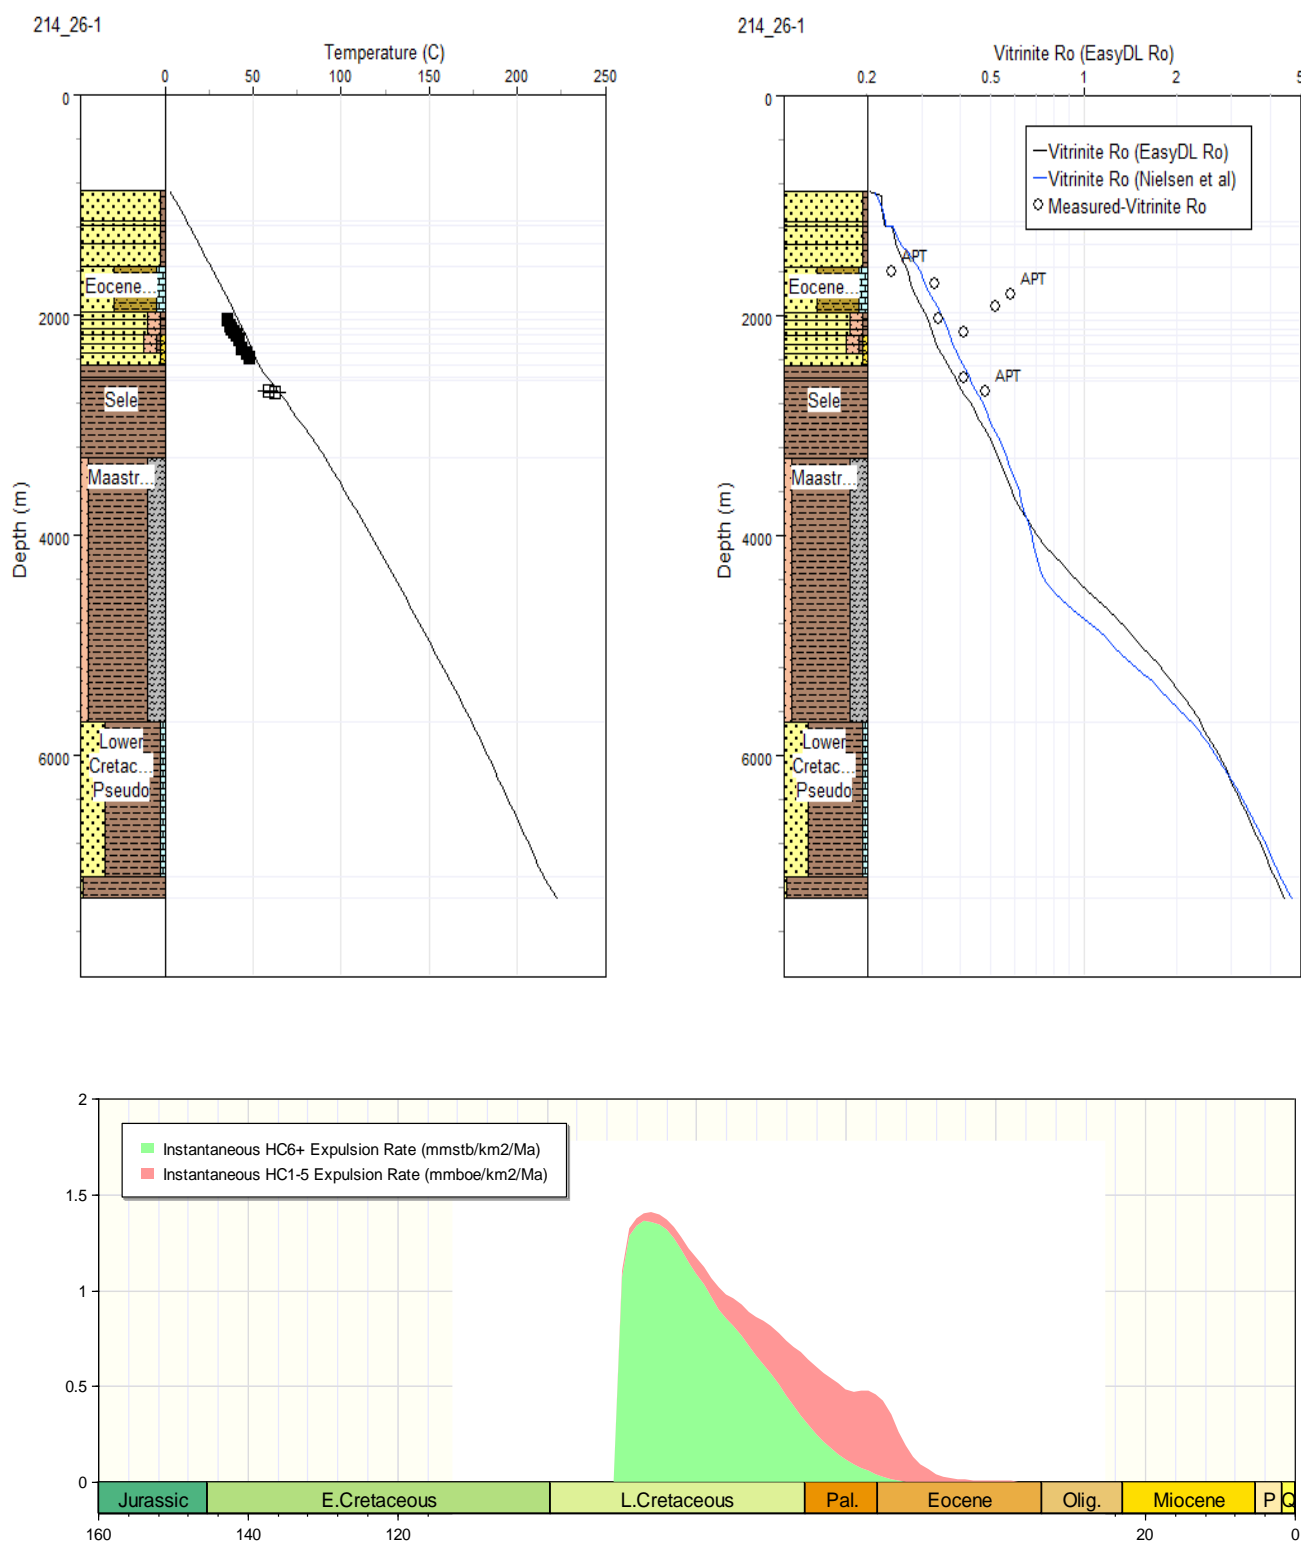 214_26-1
Temperature (C)
0 50 100 150 200 250
0
2000
4000
6000
Depth (m)
Eocene...
Sele
Maastr...
Lower
Cretac...
Pseudo
214_26-1
Vitrinite Ro (EasyDL Ro)
0.2 0.5 1 2 5
0
2000
4000
6000
Depth (m)
Vitrinite Ro (EasyDL Ro)
Vitrinite Ro (Nielsen et al)
Measured-Vitrinite Ro
APT
APT
APT
Eocene...
Sele
Maastr...
Lower
Cretac...
Pseudo
2
1.5
1
0.5
0
Instantaneous HC6+ Expulsion Rate (mmstb/km2/Ma)
Instantaneous HC1-5 Expulsion Rate (mmboe/km2/Ma)
Jurassic E.Cretaceous L.Cretaceous Pal. Eocene Olig. Miocene P Q
160 140 120 20 0